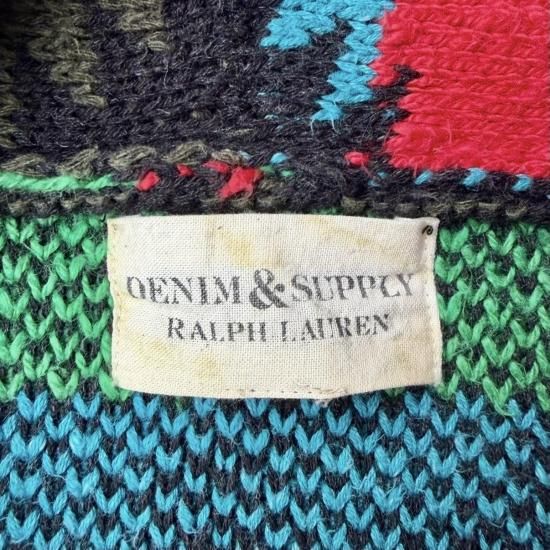 DENIM & SUPPLY
RALPH LAUREN